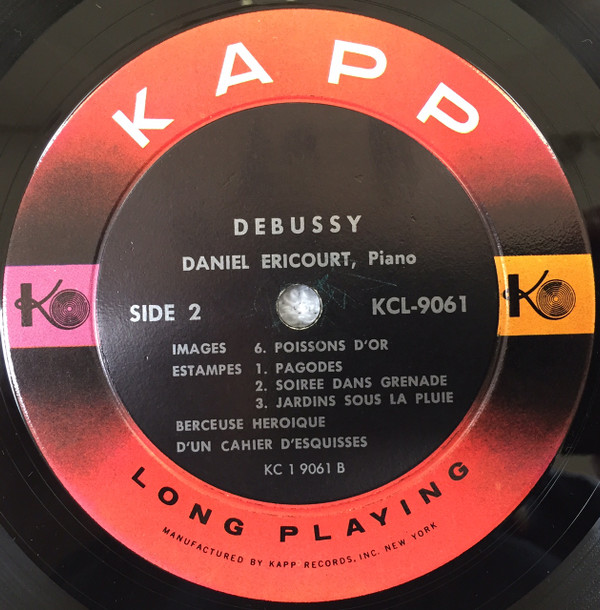 KAPP
DEBUSSY
DANIEL ERICOURT, Piano
SIDE 2
KCL-9061
K
K
IMAGES 6. POISSONS D'OR
ESTAMPES 1. PAGODES
2. SOIREE DANS GRENADE
3. JARDINS SOUS LA PLUIE
BERCEUSE HEROIQUE
D'UN CAHIER D'ESQUISSES
KC 1 9061 B
LONG PLAYING
MANUFACTURED BY KAPP RECORDS, INC. NEW YORK